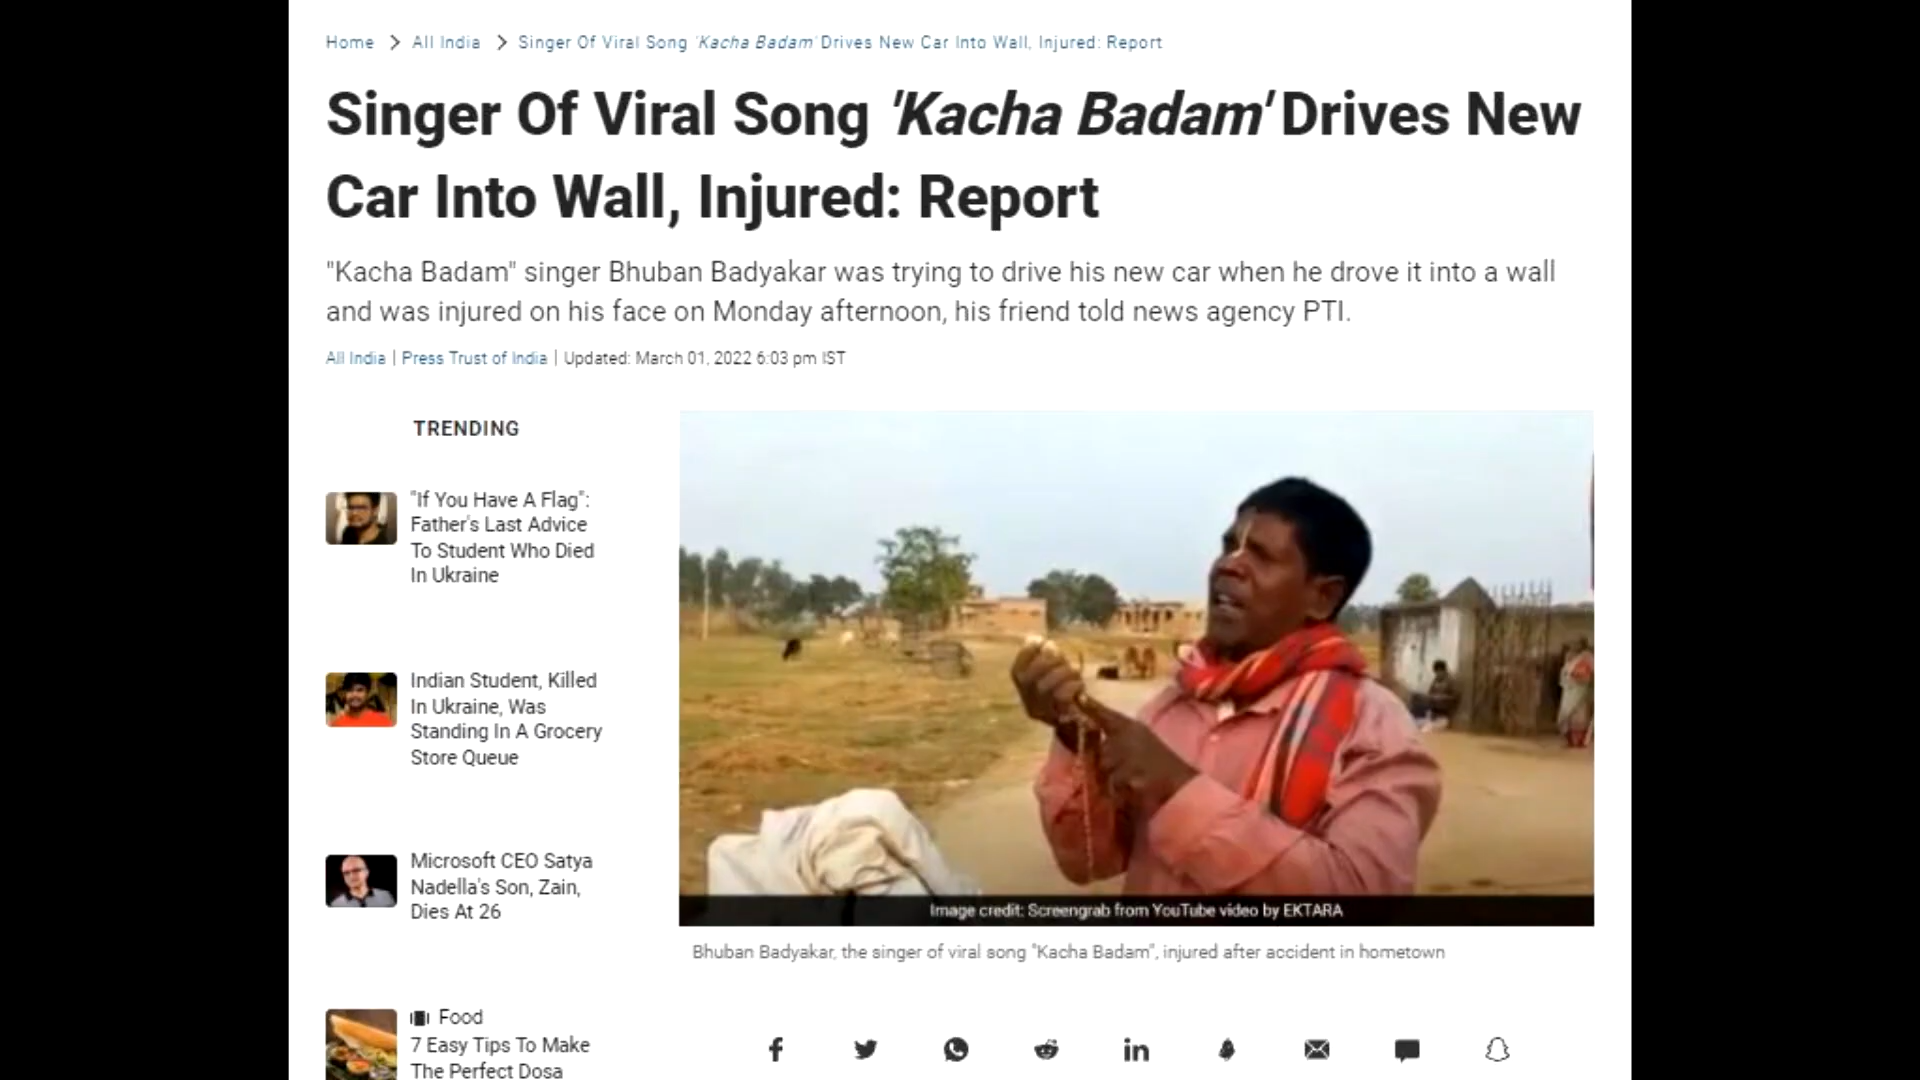 Home > All India > Singer Of Viral Song 'Kacha Badam' Drives New Car Into Wall, Injured: Report
Singer Of Viral Song 'Kacha Badam' Drives New
Car Into Wall, Injured: Report
"Kacha Badam" singer Bhuban Badyakar was trying to drive his new car when he drove it into a wall
and was injured on his face on Monday afternoon, his friend told news agency PTI.
All India | Press Trust of India | Updated: March 01, 2022 6:03 pm IST
TRENDING
"If You Have A Flag":
Father's Last Advice
To Student Who Died
In Ukraine
Indian Student, Killed
In Ukraine, Was
Standing In A Grocery
Store Queue
Microsoft CEO Satya
Nadella's Son, Zain,
Dies At 26
Food
7 Easy Tips To Make
The Perfect Dosa
Image credit: Screengrab from YouTube video by EKTARA
Bhuban Badyakar, the singer of viral song "Kacha Badam", injured after accident in hometown